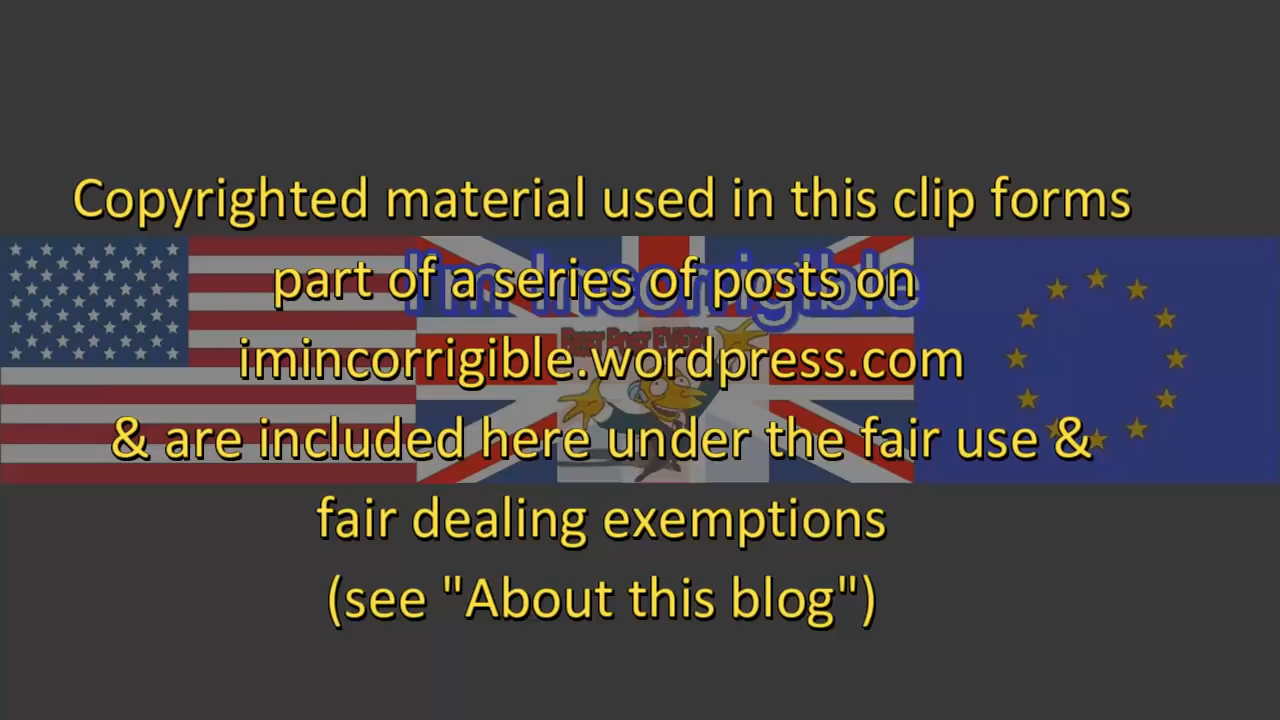 Copyrighted material used in this clip forms
part of a series of posts on
I'm Incorrigible
imincorrigible.wordpress.com
& are included here under the fair use &
fair dealing exemptions
(see "About this blog")